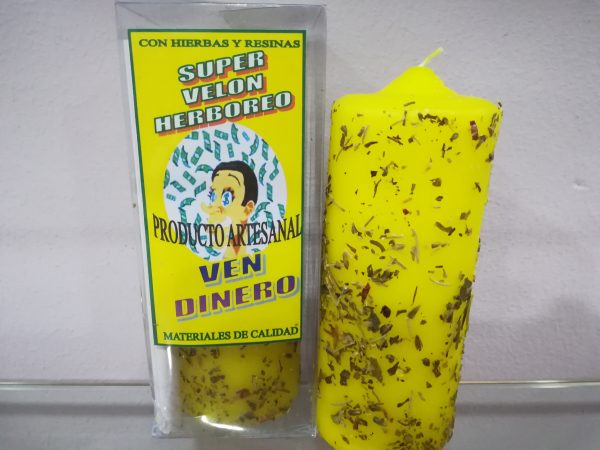 CON HIERBAS Y RESINAS
SUPER
VELON
HERBOREO
PRODUCTO ARTESANAL
VEN
DINERO
MATERIALES DE CALIDAD